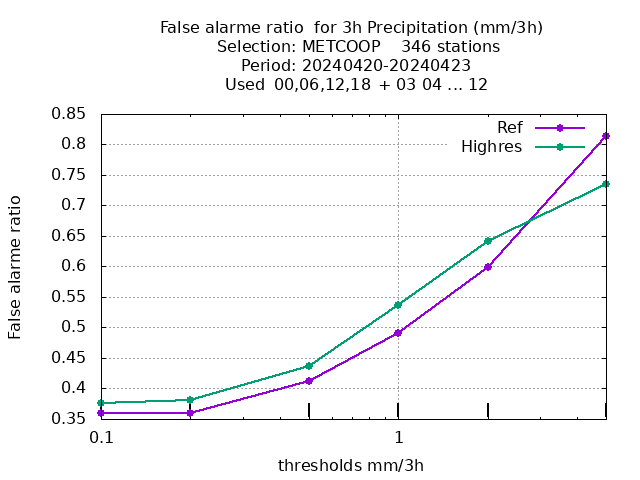 False alarme ratio  for 3h Precipitation (mm/3h)
Selection: METCOOP    346 stations
Period: 20240420-20240423
Used  00,06,12,18 + 03 04 ... 12
0.85
0.8
0.75
0.7
0.65
0.6
0.55
0.5
0.45
0.4
0.35
False alarme ratio
Ref
Highres
0.1
1
thresholds mm/3h